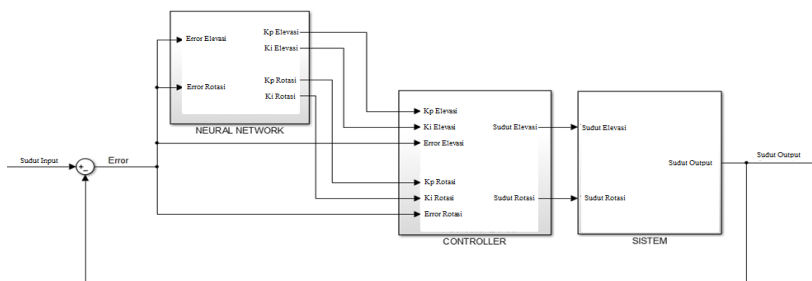 Sudut Input
+
-
Error
Error Elevasi
Error Rotasi
Kp Elevasi
Ki Elevasi
Kp Rotasi
Ki Rotasi
NEURAL NETWORK
Kp Elevasi
Ki Elevasi
Error Elevasi
Kp Rotasi
Ki Rotasi
Error Rotasi
Sudut Elevasi
Sudut Rotasi
CONTROLLER
Sudut Elevasi
Sudut Rotasi
Sudut Output
SISTEM
Sudut Output